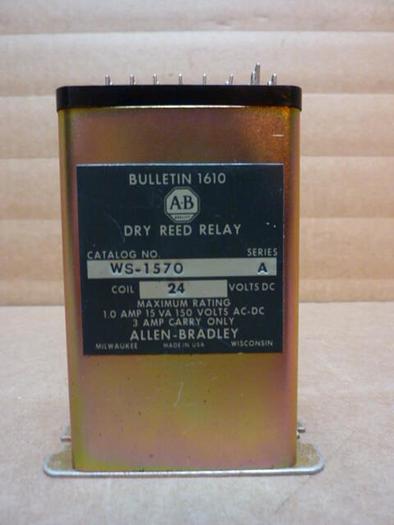 BULLETIN 1610
A-B
DRY REED RELAY
CATALOG NO. SERIES
WS-1570 A
COIL 24 VOLTS DC
MAXIMUM RATING
1.0 AMP 15 VA 150 VOLTS AC-DC
3 AMP CARRY ONLY
ALLEN-BRADLEY
MILWAUKEE MADE IN USA WISCONSIN